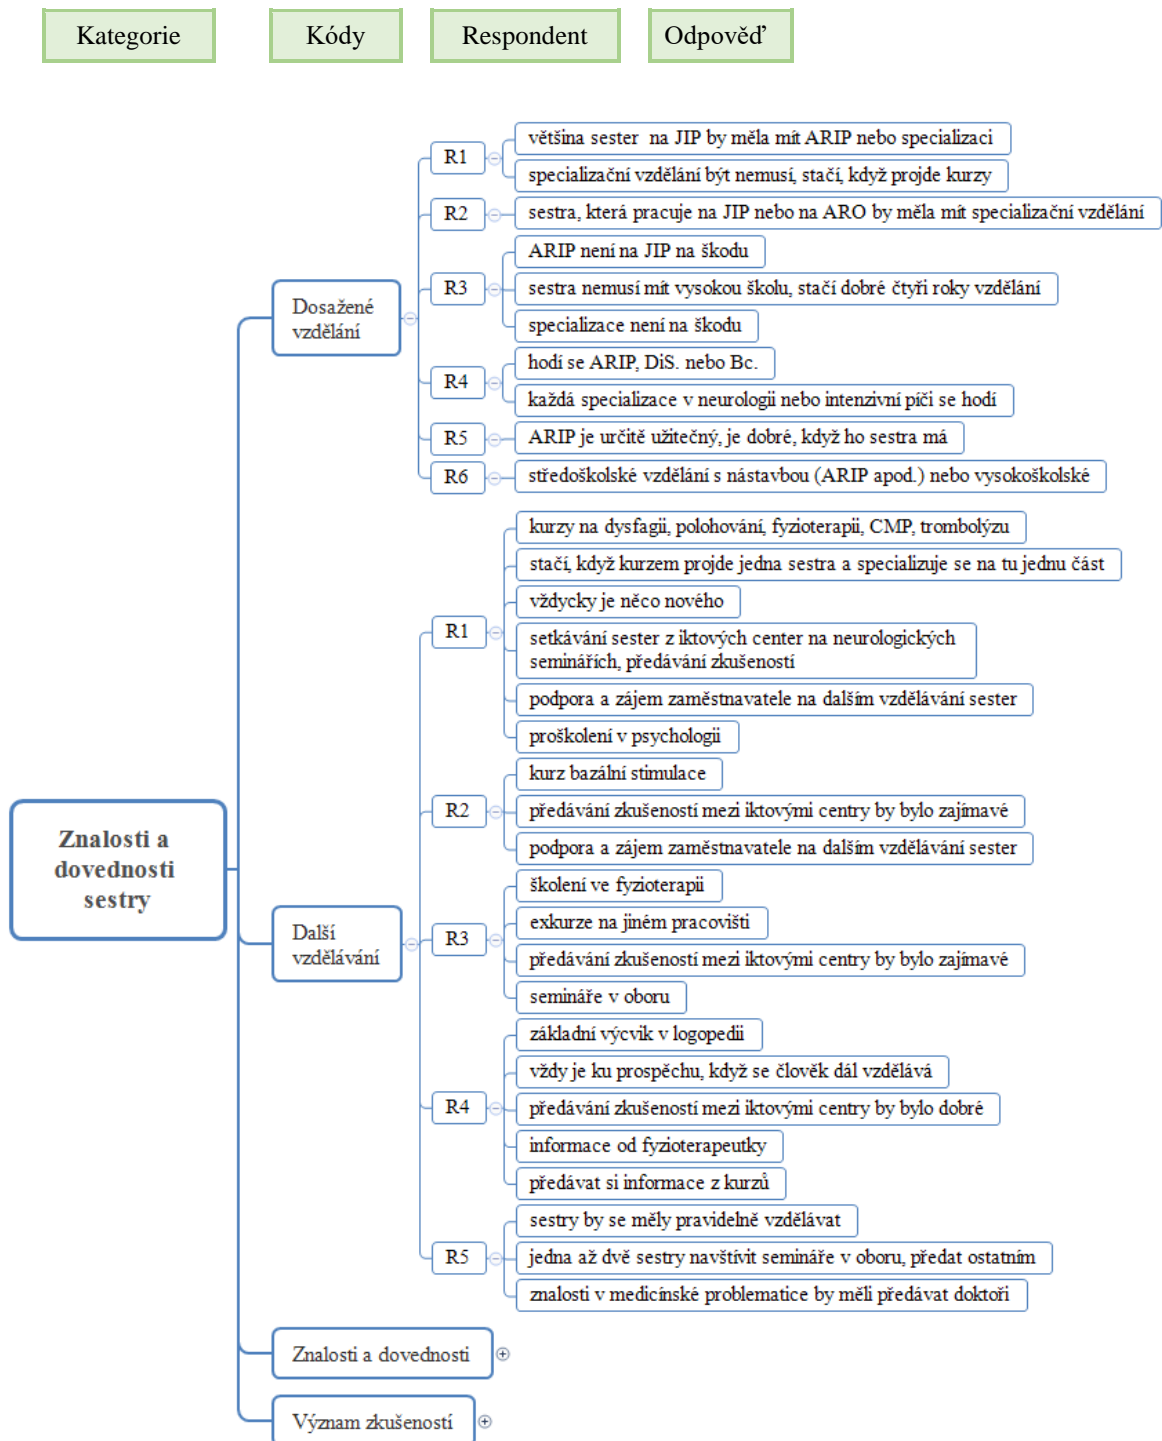 Kategorie
Kódy
Respondent
Odpověď
Znalosti a
dovednosti
sestry
Dosažené
vzdělání
R1
většina sester na JIP by měla mít ARIP nebo specializaci
specializační vzdělání být nemusí, stačí, když projde kurzy
R2
sestra, která pracuje na JIP nebo na ARO by měla mít specializační vzdělání
R3
ARIP není na JIP na škodu
sestra nemusí mít vysokou školu, stačí dobré čtyři roky vzdělání
specializace není na škodu
R4
hodí se ARIP, DiS. nebo Bc.
každá specializace v neurologii nebo intenzivní píči se hodí
R5
ARIP je určitě užitečný, je dobré, když ho sestra má
R6
středoškolské vzdělání s nástavbou (ARIP apod.) nebo vysokoškolské
Další
vzdělávání
R1
kurzy na dysfagii, polohování, fyzioterapii, CMP, trombolýzu
stačí, když kurzem projde jedna sestra a specializuje se na tu jednu část
vždycky je něco nového
setkávání sester z iktových center na neurologických
seminářích, předávání zkušeností
podpora a zájem zaměstnavatele na dalším vzdělávání sester
proškolení v psychologii
R2
kurz bazální stimulace
předávání zkušeností mezi iktovými centry by bylo zajímavé
podpora a zájem zaměstnavatele na dalším vzdělávání sester
R3
školení ve fyzioterapii
exkurze na jiném pracovišti
předávání zkušeností mezi iktovými centry by bylo zajímavé
semináře v oboru
R4
základní výcvik v logopedii
vždy je ku prospěchu, když se člověk dál vzdělává
předávání zkušeností mezi iktovými centry by bylo dobré
informace od fyzioterapeutky
předávat si informace z kurzů
R5
sestry by se měly pravidelně vzdělávat
jedna až dvě sestry navštívit semináře v oboru, předat ostatním
znalosti v medicínské problematice by měli předávat doktoři
Znalosti a dovednosti
Význam zkušeností